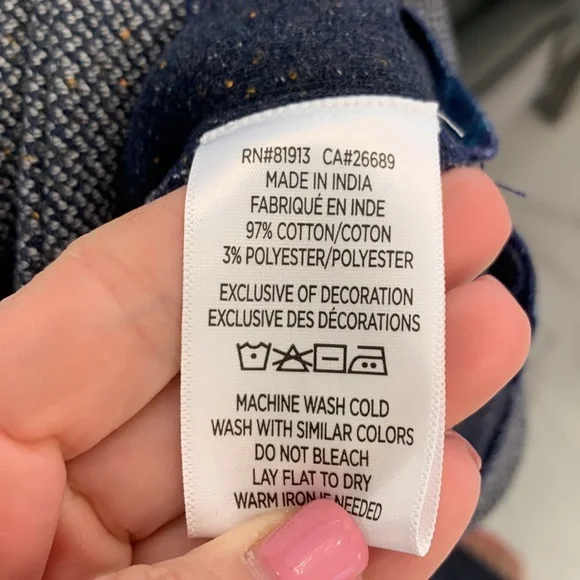 RN#81913 CA#26689
MADE IN INDIA
FABRIQUÉ EN INDE
97% COTTON/COTON
3% POLYESTER/POLYESTER
EXCLUSIVE OF DECORATION
EXCLUSIVE DES DÉCORATIONS
MACHINE WASH COLD
WASH WITH SIMILAR COLORS
DO NOT BLEACH
LAY FLAT TO DRY
WARM IRON IF NEEDED